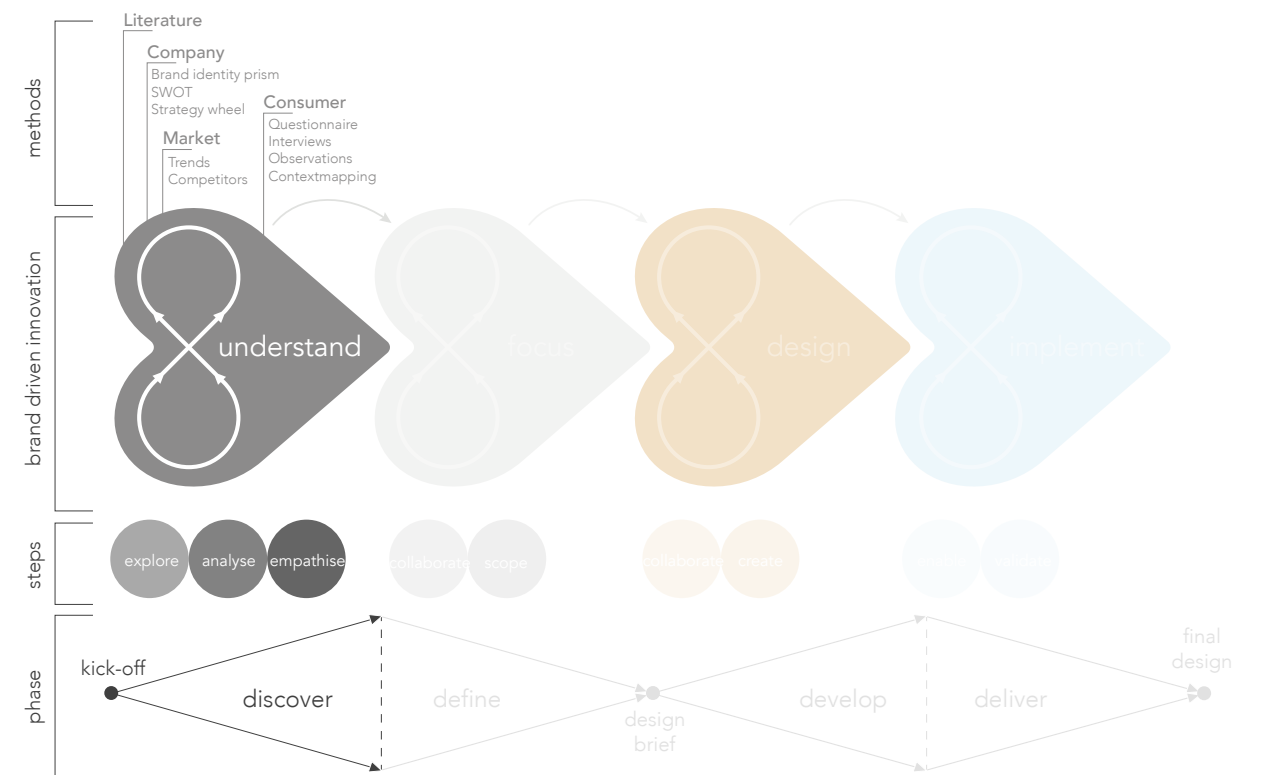 methods
Literature
Company
Brand identity prism
SWOT
Strategy wheel
Market
Trends
Competitors
Consumer
Questionnaire
Interviews
Observations
Contextmapping
brand driven innovation
understand
focus
design
implement
steps
explore
analyse
empathise
collaborate
scope
collaborate
create
validate
phase
kick-off
discover
define
design
brief
develop
deliver
final
design